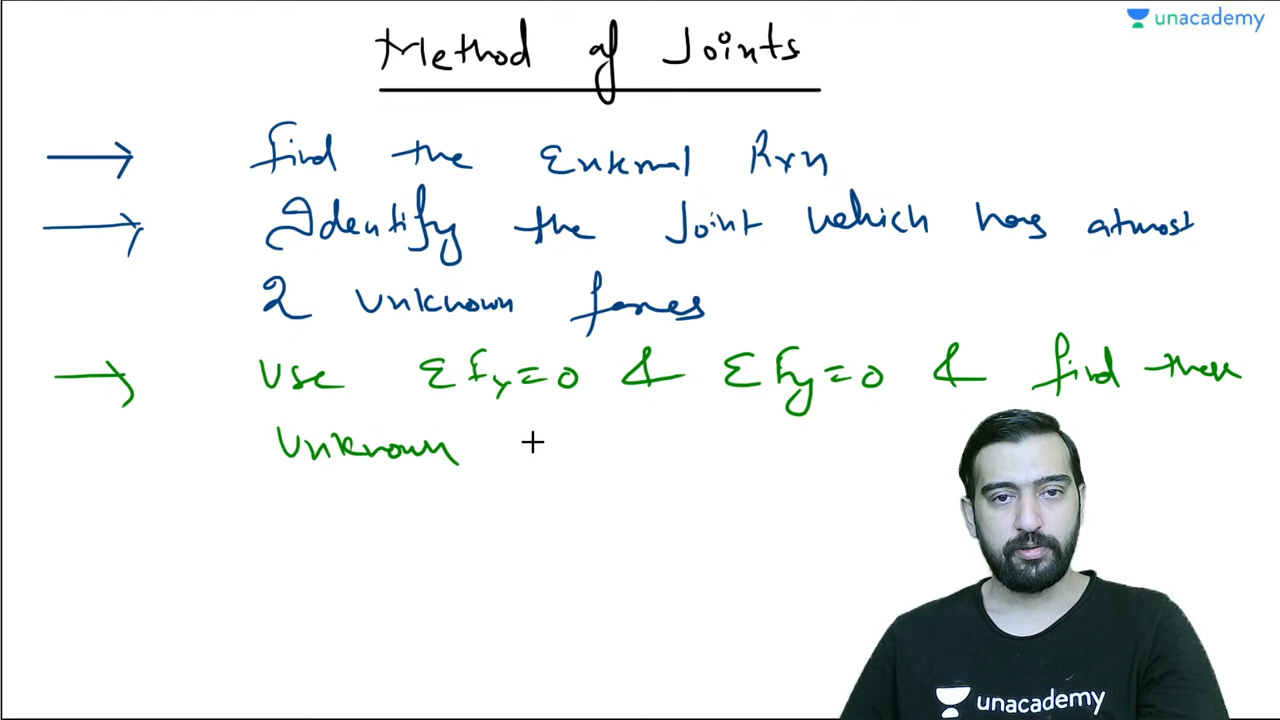 unacademy
Method of Joints
→ find the External Rxn
→ Identify the Joint which has atmost
2 unknown forces
→ Use ΣFx=0 & ΣFy=0 & find these
unknown
unacademy